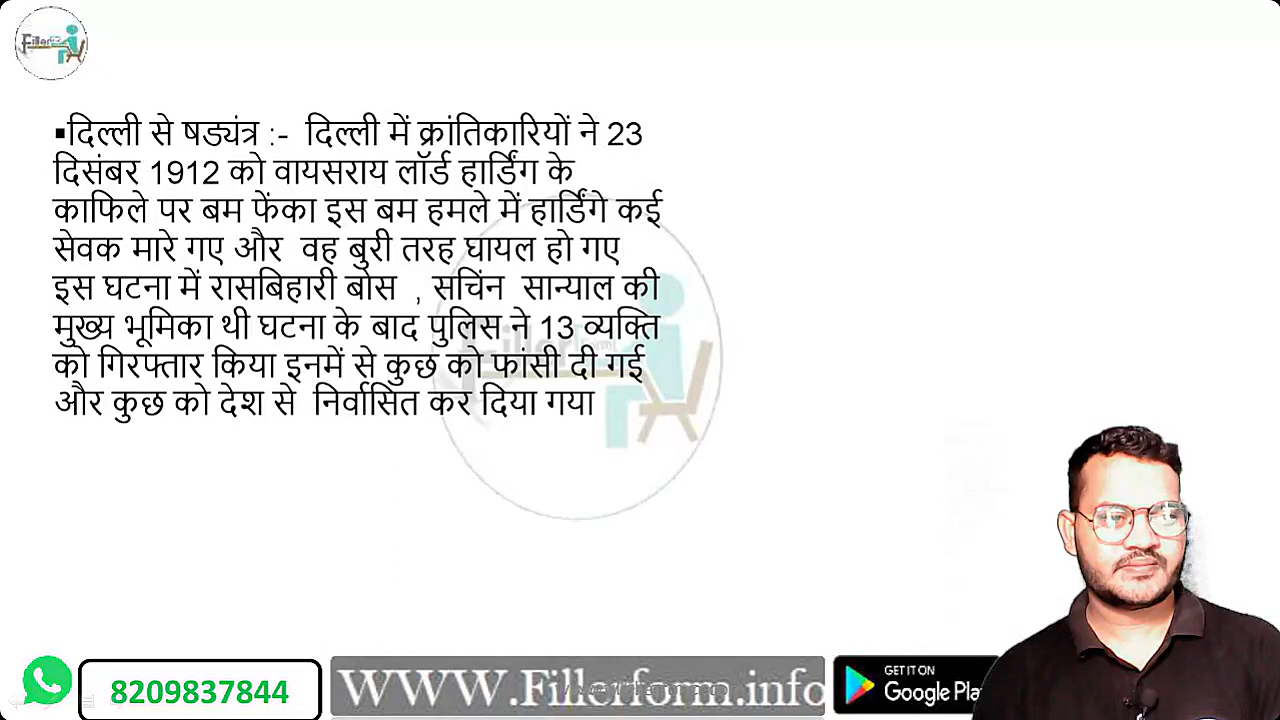 Fillerform
▪दिल्ली से षड्यंत्र :- दिल्ली में क्रांतिकारियों ने 23
दिसंबर 1912 को वायसराय लॉर्ड हार्डिंग के
काफिले पर बम फेंका इस बम हमले में हार्डिंगे कई
सेवक मारे गए और वह बुरी तरह घायल हो गए
इस घटना में रासबिहारी बोस , सचिंन सान्याल की
मुख्य भूमिका थी घटना के बाद पुलिस ने 13 व्यक्ति
को गिरफ्तार किया इनमें से कुछ को फांसी दी गई
और कुछ को देश से निर्वासित कर दिया गया
Fillerform
8209837844
WWW.Fillerform.info
GET IT ON
Google Pla